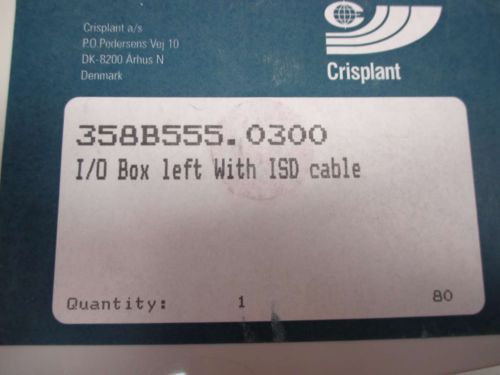 Crisplant a/s
P.O. Pedersens Vej 10
DK-8200 Århus N
Denmark
Crisplant
358B555.0300
I/O Box left With ISD cable
Quantity: 1 80